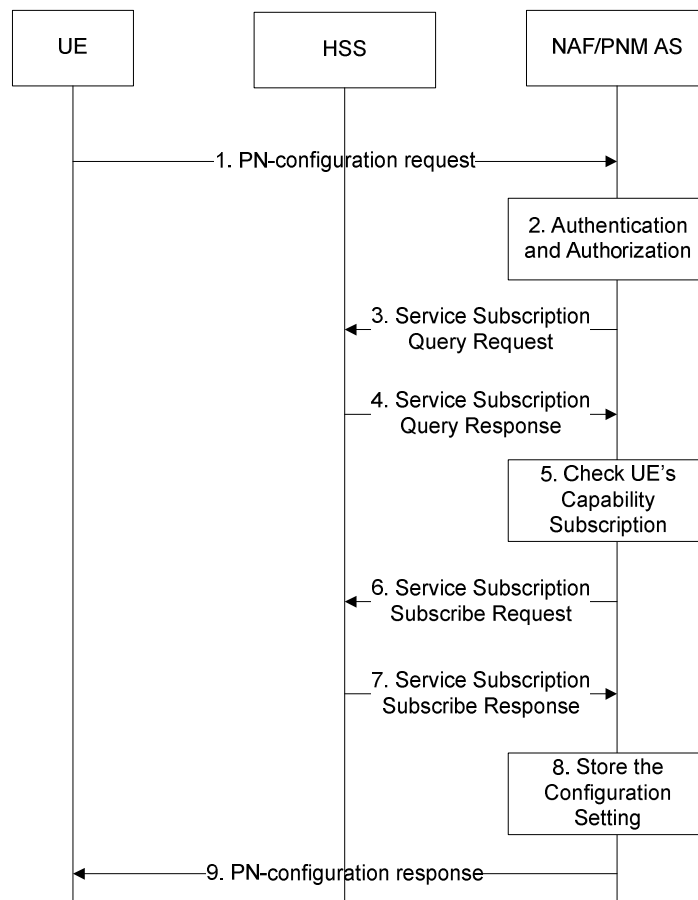 UE
HSS
NAF/PNM AS
1. PN-configuration request
2. Authentication
and Authorization
3. Service Subscription
Query Request
4. Service Subscription
Query Response
5. Check UE’s
Capability
Subscription
6. Service Subscription
Subscribe Request
7. Service Subscription
Subscribe Response
8. Store the
Configuration
Setting
9. PN-configuration response